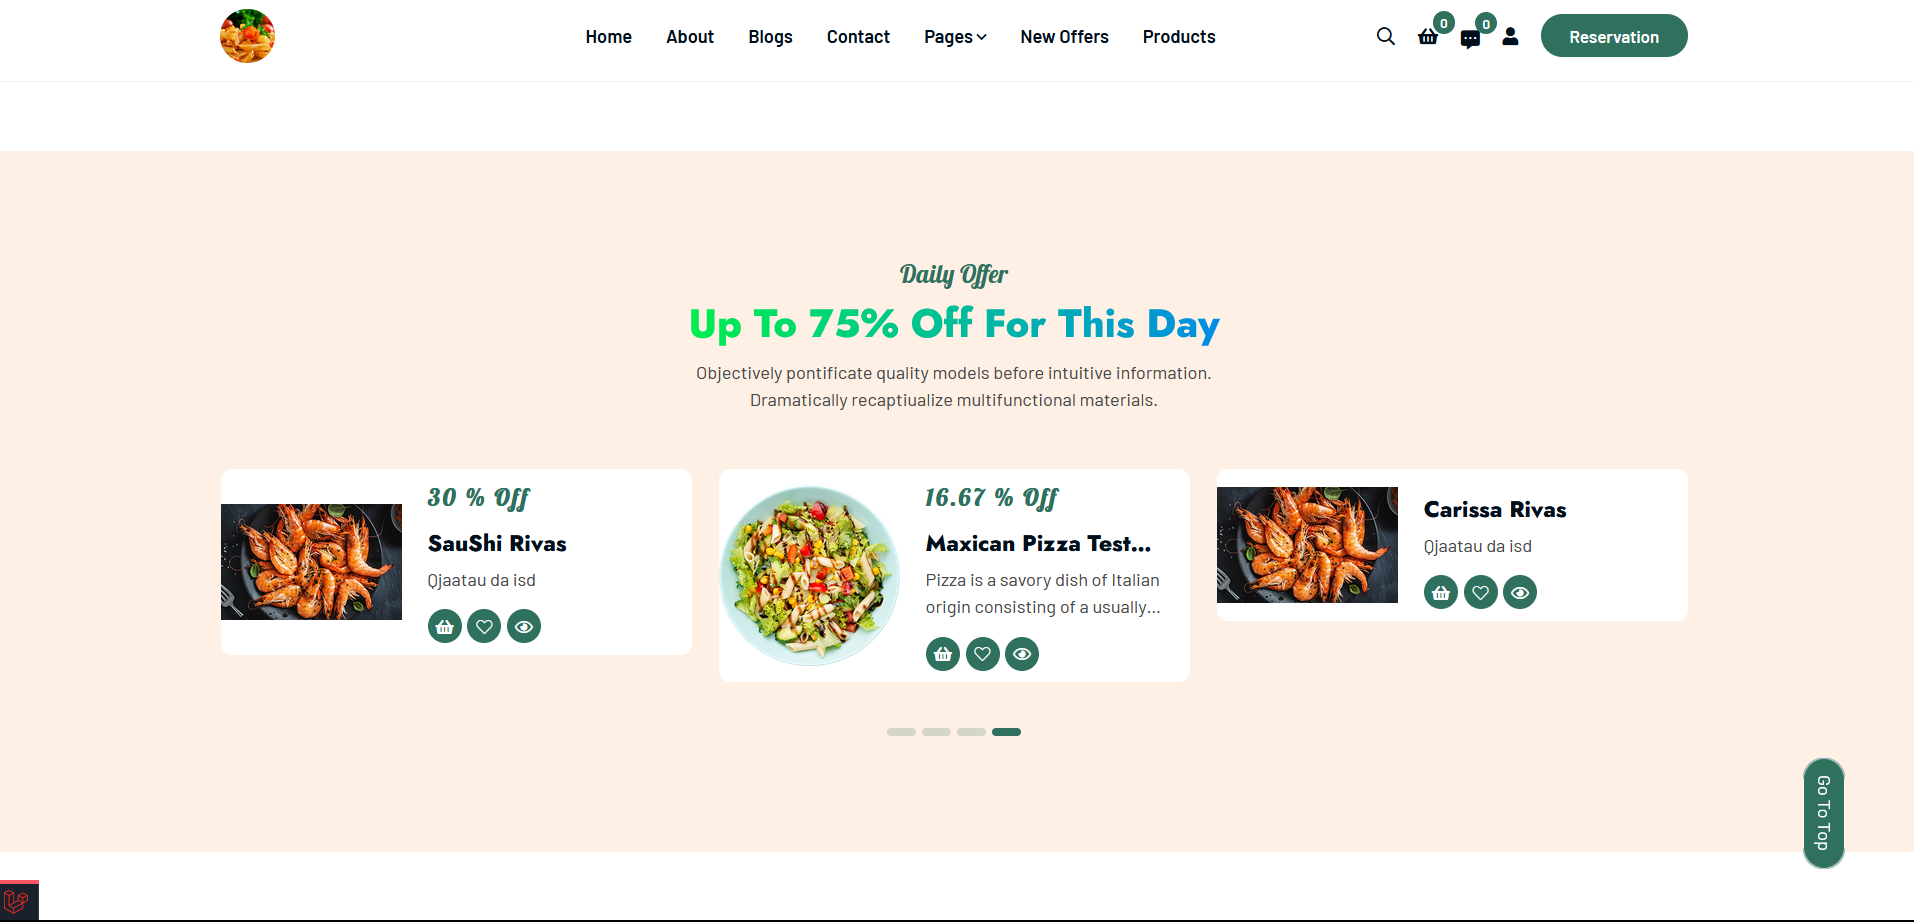 Home About Blogs Contact Pages New Offers Products 0 0 Reservation
Daily Offer
Up To 75% Off For This Day
Objectively pontificate quality models before intuitive information.
Dramatically recaptiualize multifunctional materials.
30 % Off
SauShi Rivas
Qjaatau da isd
16.67 % Off
Maxican Pizza Test...
Pizza is a savory dish of Italian
origin consisting of a usually...
Carissa Rivas
Qjaatau da isd
Go To Top